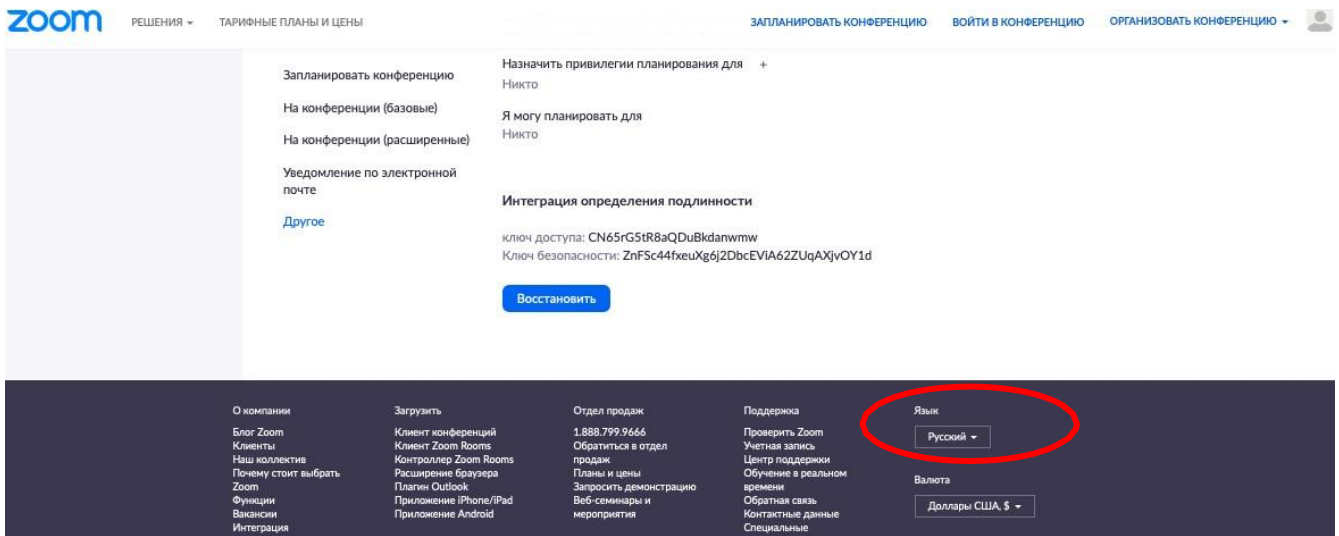 zoom
РЕШЕНИЯ
ТАРИФНЫЕ ПЛАНЫ И ЦЕНЫ
ЗАПЛАНИРОВАТЬ КОНФЕРЕНЦИЮ
ВОЙТИ В КОНФЕРЕНЦИЮ
ОРГАНИЗОВАТЬ КОНФЕРЕНЦИЮ
Запланировать конференцию
На конференции (базовые)
На конференции (расширенные)
Уведомление по электронной
почте
Другое
Назначить привилегии планирования для +
Никто
Я могу планировать для
Никто
Интеграция определения подлинности
ключ доступа: CN65rG5tR8aQDuBkdanwmw
Ключ безопасности: ZnFSc44fxeuXg6j2DbcEViA62ZUqAXjvOY1d
Восстановить
О компании
Блог Zoom
Клиенты
Наш коллектив
Почему стоит выбрать
Zoom
Функции
Вакансии
Интеграция
Загрузить
Клиент конференций
Клиент Zoom Rooms
Контроллер Zoom Rooms
Расширение браузера
Плагин Outlook
Приложение iPhone/iPad
Приложение Android
Отдел продаж
1.888.799.9666
Обратиться в отдел
продаж
Планы и цены
Запросить демонстрацию
Веб-семинары и
мероприятия
Поддержка
Проверить Zoom
Учетная запись
Центр поддержки
Обучение в реальном
времени
Обратная связь
Контактные данные
Специальные
Язык
Русский
Валюта
Доллары США, $